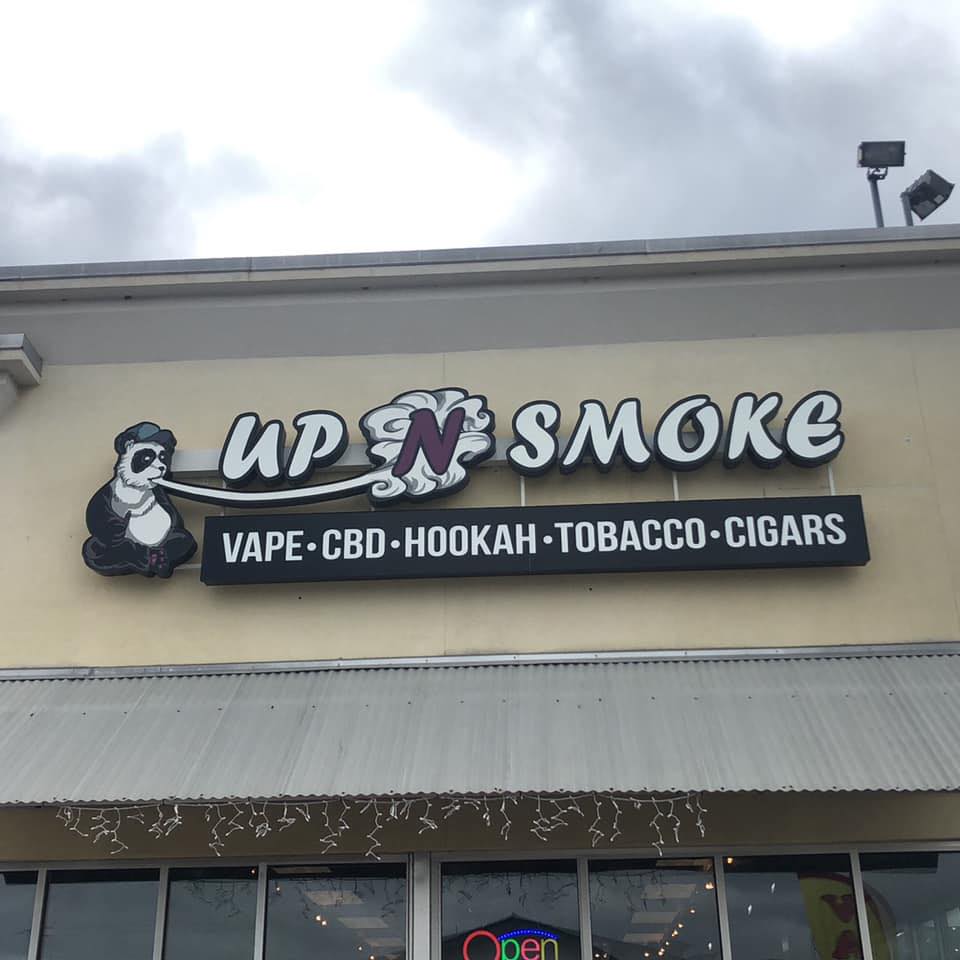 UP N SMOKE
VAPE·CBD·HOOKAH·TOBACCO·CIGARS
Open